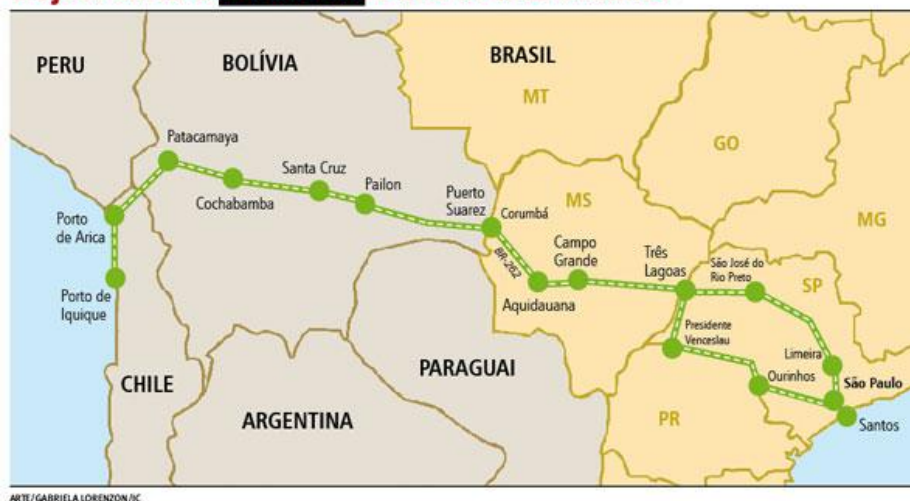 PERU
BOLÍVIA
BRASIL
MT
GO
MG
Patacamaya
Santa Cruz
Pailon
Cochabamba
Puerto
Suarez
Corumbá
MS
BR-262
Campo
Grande
Aquidauana
Três
Lagoas
São José do
Rio Preto
SP
Porto
de Arica
Porto de
Iquique
Presidente
Venceslau
Limeira
Ourinhos
São Paulo
Santos
CHILE
PARAGUAI
ARGENTINA
PR
ARTE/GABRIELA LORENZON/JC